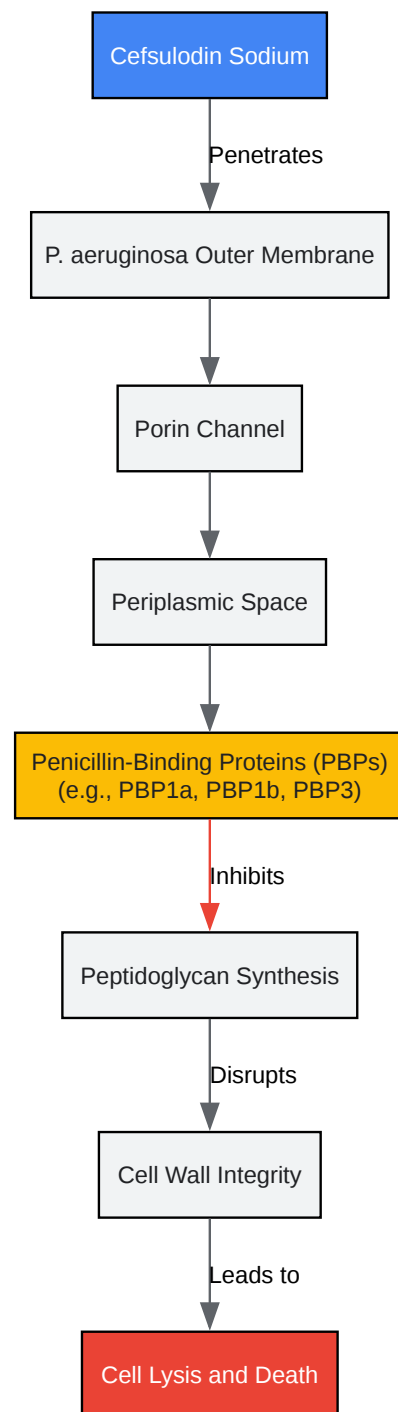 Cefsulodin Sodium
Penetrates
P. aeruginosa Outer Membrane
Porin Channel
Periplasmic Space
Penicillin-Binding Proteins (PBPs)
(e.g., PBP1a, PBP1b, PBP3)
Inhibits
Peptidoglycan Synthesis
Disrupts
Cell Wall Integrity
Leads to
Cell Lysis and Death